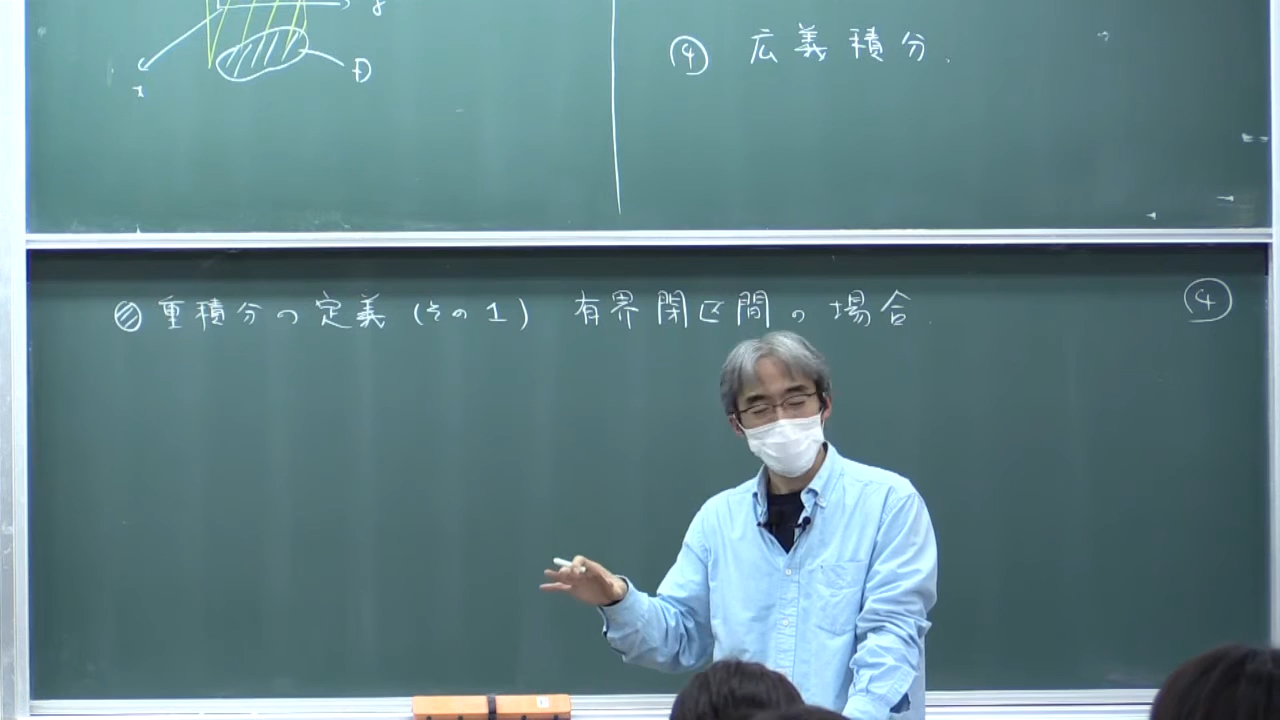 y
x
D
④ 広義積分.
重積分の定義 (その1) 有界閉区間の場合.
④